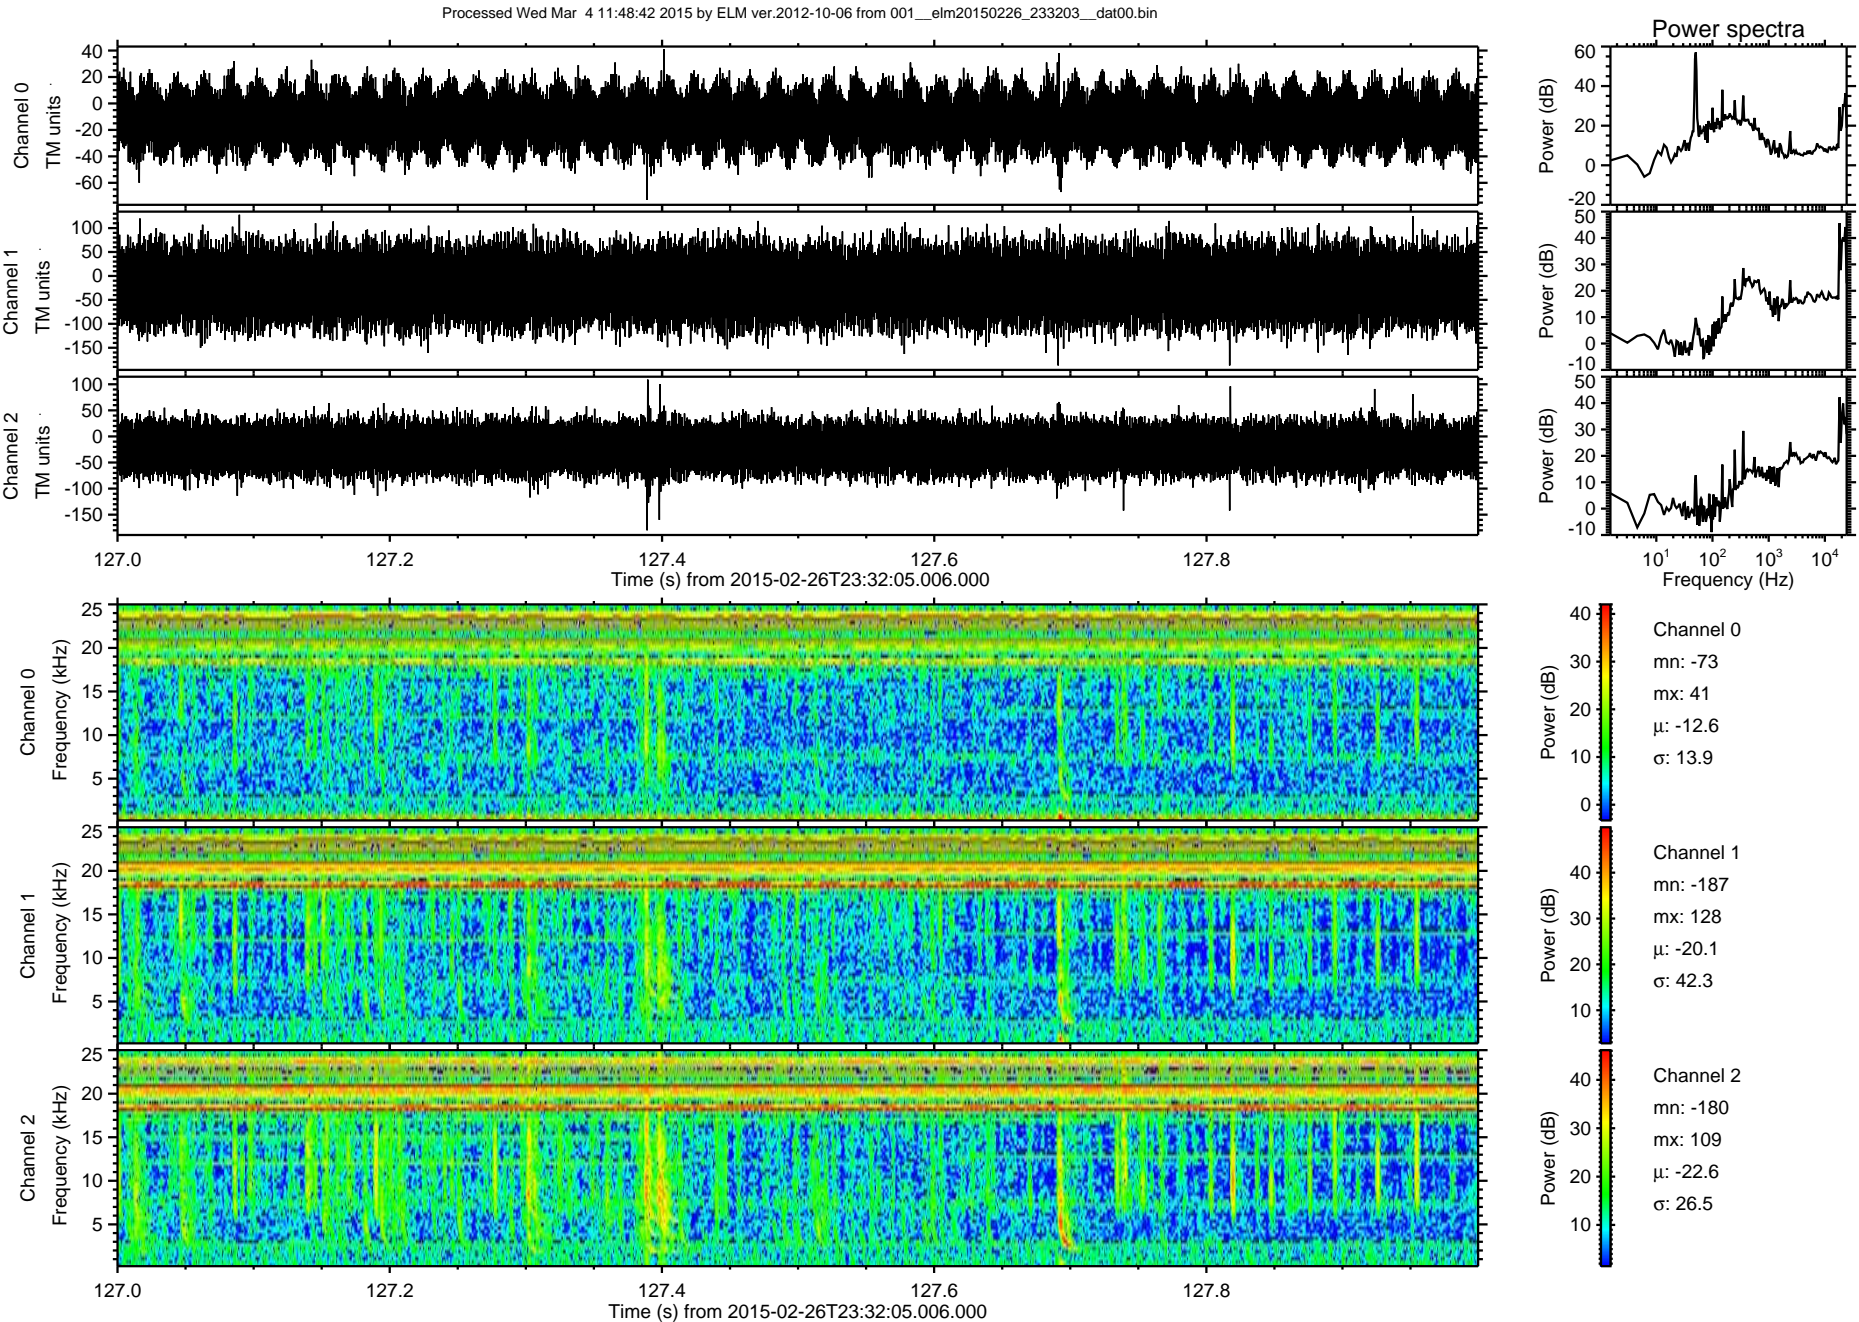 Processed Wed Mar  4 11:48:42 2015 by ELM ver.2012-10-06 from 001__elm20150226_233203__dat00.bin
Power spectra
Channel 0
TM units
40
20
0
-20
-40
-60
Power (dB)
60
40
20
0
-20
Channel 1
TM units
100
50
0
-50
-100
-150
Power (dB)
50
40
30
20
10
0
-10
Channel 2
TM units
100
50
0
-50
-100
-150
Power (dB)
50
40
30
20
10
0
-10
127.0 127.2 127.4 127.6 127.8
Time (s) from 2015-02-26T23:32:05.006.000
10^1 10^2 10^3 10^4
Frequency (Hz)
Channel 0
Frequency (kHz)
25
20
15
10
5
Power (dB)
40
30
20
10
0
Channel 0
mn: -73
mx: 41
μ: -12.6
σ: 13.9
Channel 1
Frequency (kHz)
25
20
15
10
5
Power (dB)
40
30
20
10
Channel 1
mn: -187
mx: 128
μ: -20.1
σ: 42.3
Channel 2
Frequency (kHz)
25
20
15
10
5
Power (dB)
40
30
20
10
Channel 2
mn: -180
mx: 109
μ: -22.6
σ: 26.5
127.0 127.2 127.4 127.6 127.8
Time (s) from 2015-02-26T23:32:05.006.000